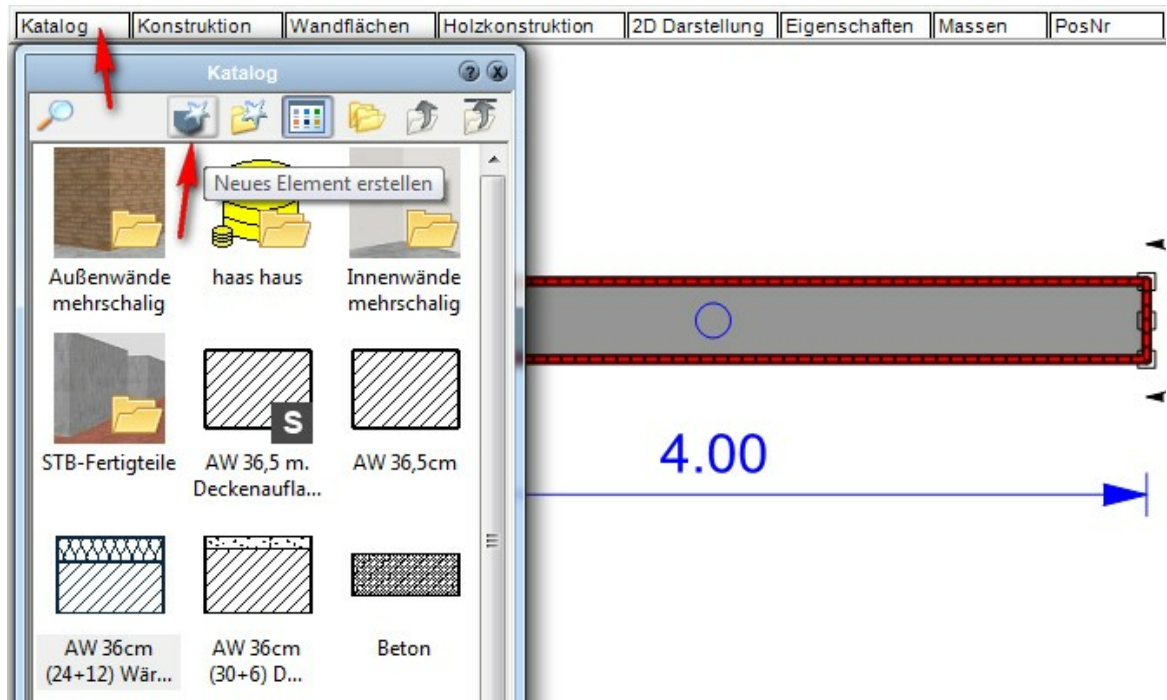 Katalog Konstruktion Wandflächen Holzkonstruktion 2D Darstellung Eigenschaften Massen PosNr
Katalog
Neues Element erstellen
Außenwände mehrschalig
haas haus
Innenwände mehrschalig
STB-Fertigteile
S
AW 36,5 m. Deckenaufla...
AW 36,5cm
AW 36cm (24+12) Wär...
AW 36cm (30+6) D...
Beton
4.00